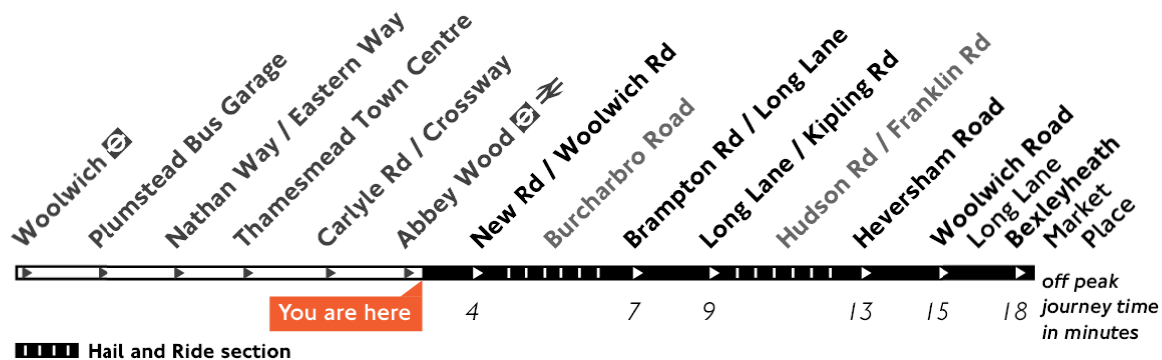 Woolwich
Plumstead Bus Garage
Nathan Way / Eastern Way
Thamesmead Town Centre
Carlyle Rd / Crossway
Abbey Wood
New Rd / Woolwich Rd
Burcharbro Road
Brampton Rd / Long Lane
Long Lane / Kipling Rd
Hudson Rd / Franklin Rd
Heversham Road
Woolwich Road
Long Lane
Bexleyheath
Market
Place
You are here
4
7
9
13
15
18
off peak
journey time
in minutes
Hail and Ride section